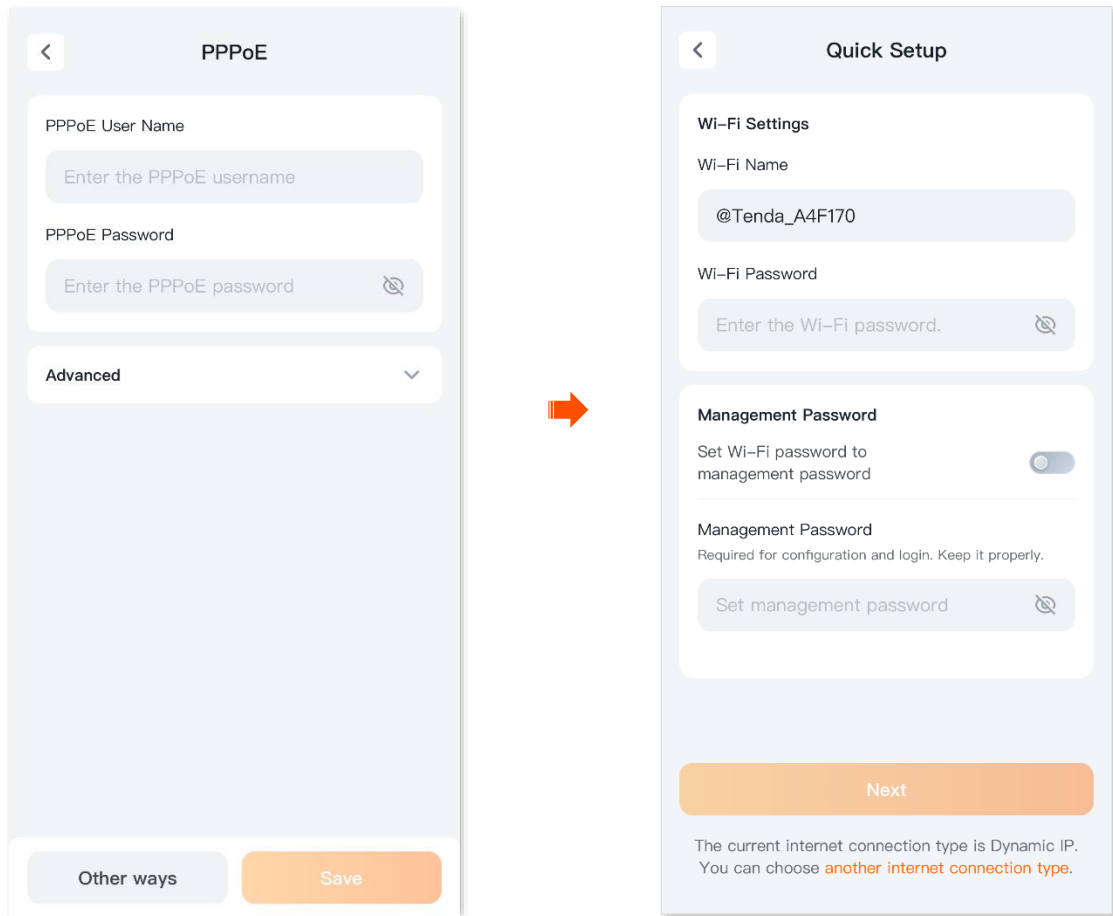 PPPoE
PPPoE User Name
Enter the PPPoE username
PPPoE Password
Enter the PPPoE password
Advanced
Other ways
Save
Quick Setup
Wi-Fi Settings
Wi-Fi Name
@Tenda_A4F170
Wi-Fi Password
Enter the Wi-Fi password.
Management Password
Set Wi-Fi password to
management password
Management Password
Required for configuration and login. Keep it properly.
Set management password
Next
The current internet connection type is Dynamic IP.
You can choose another internet connection type.